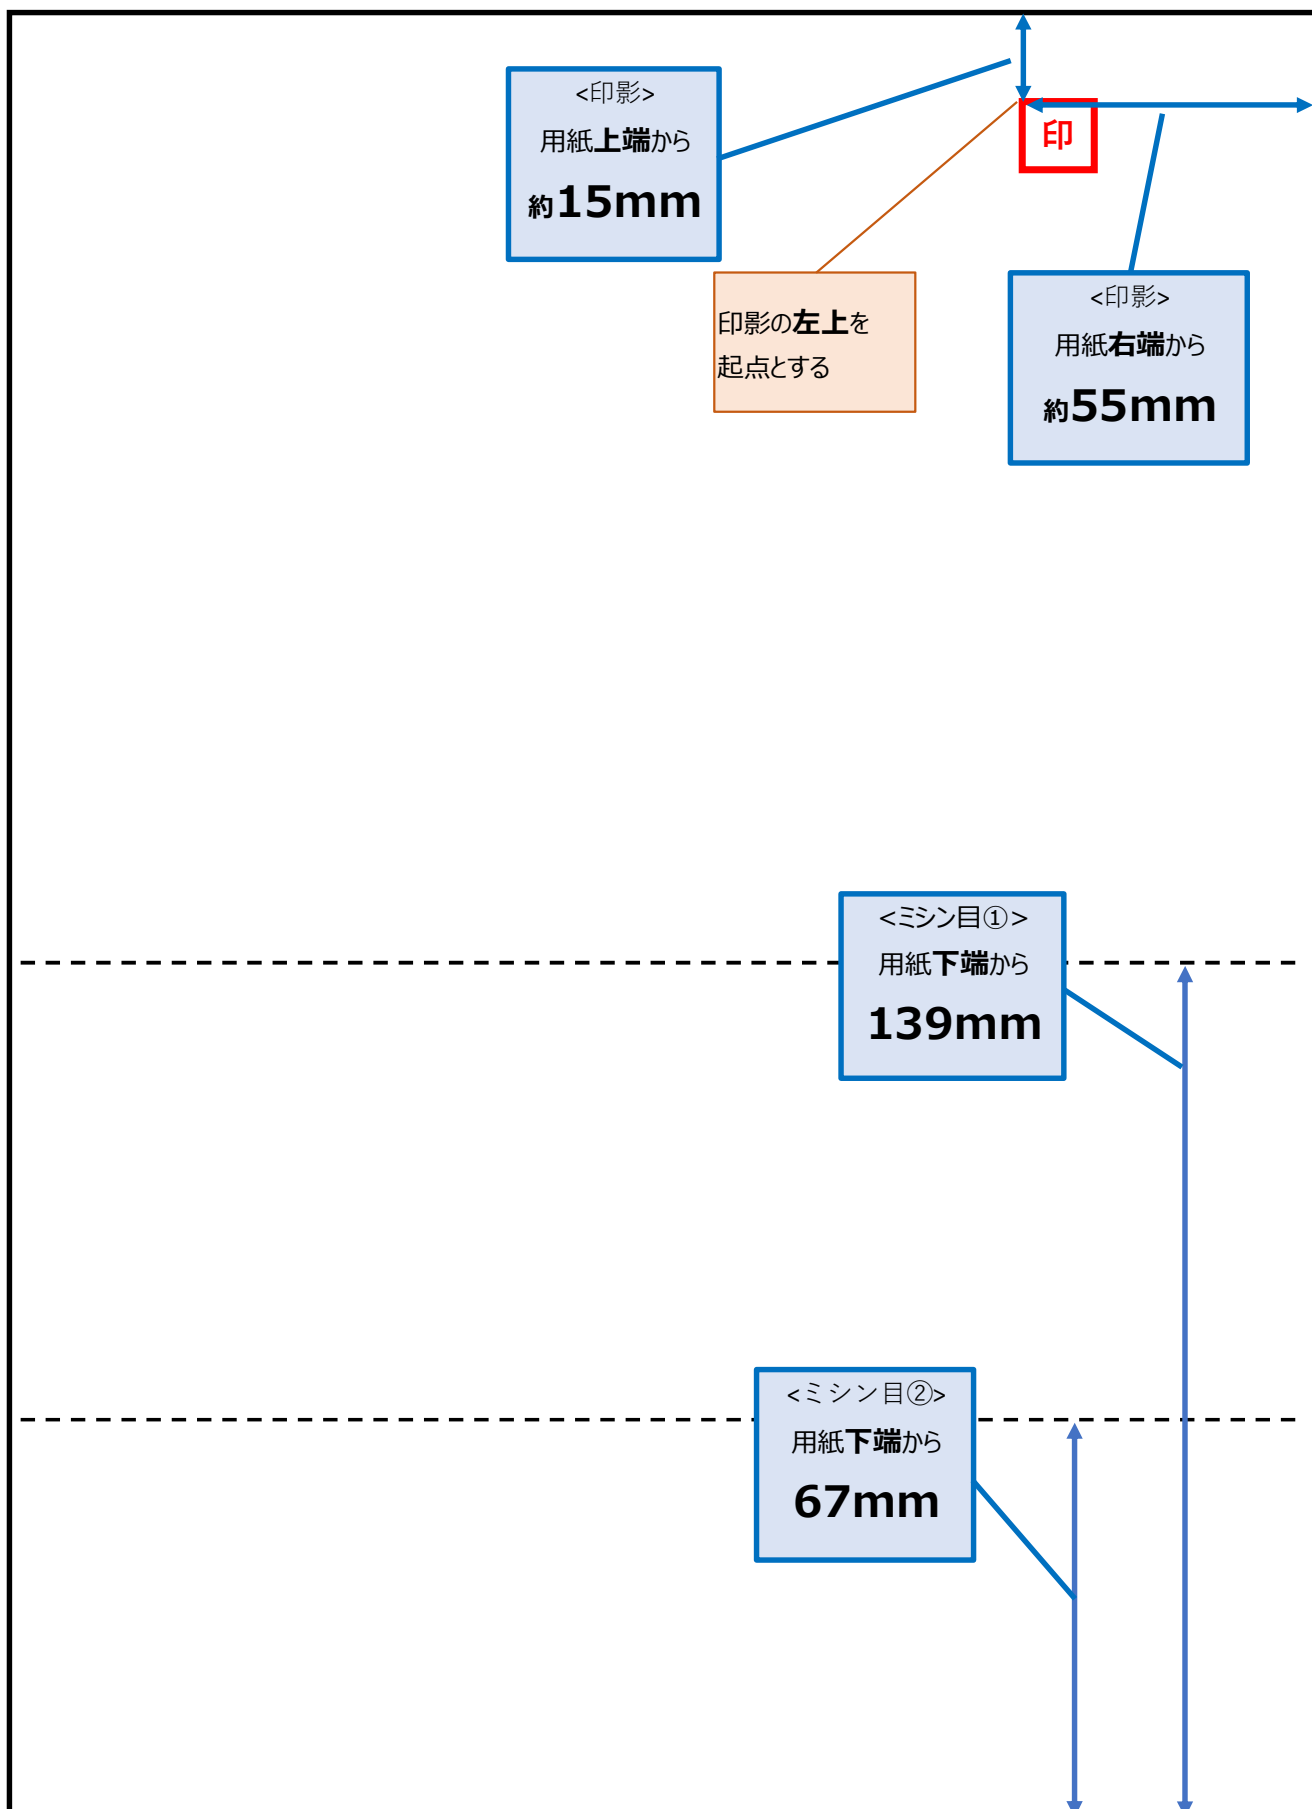 <印影>
用紙上端から
約15mm
印
印影の左上を
起点とする
<印影>
用紙右端から
約55mm
<ミシン目①>
用紙下端から
139mm
<ミシン目②>
用紙下端から
67mm